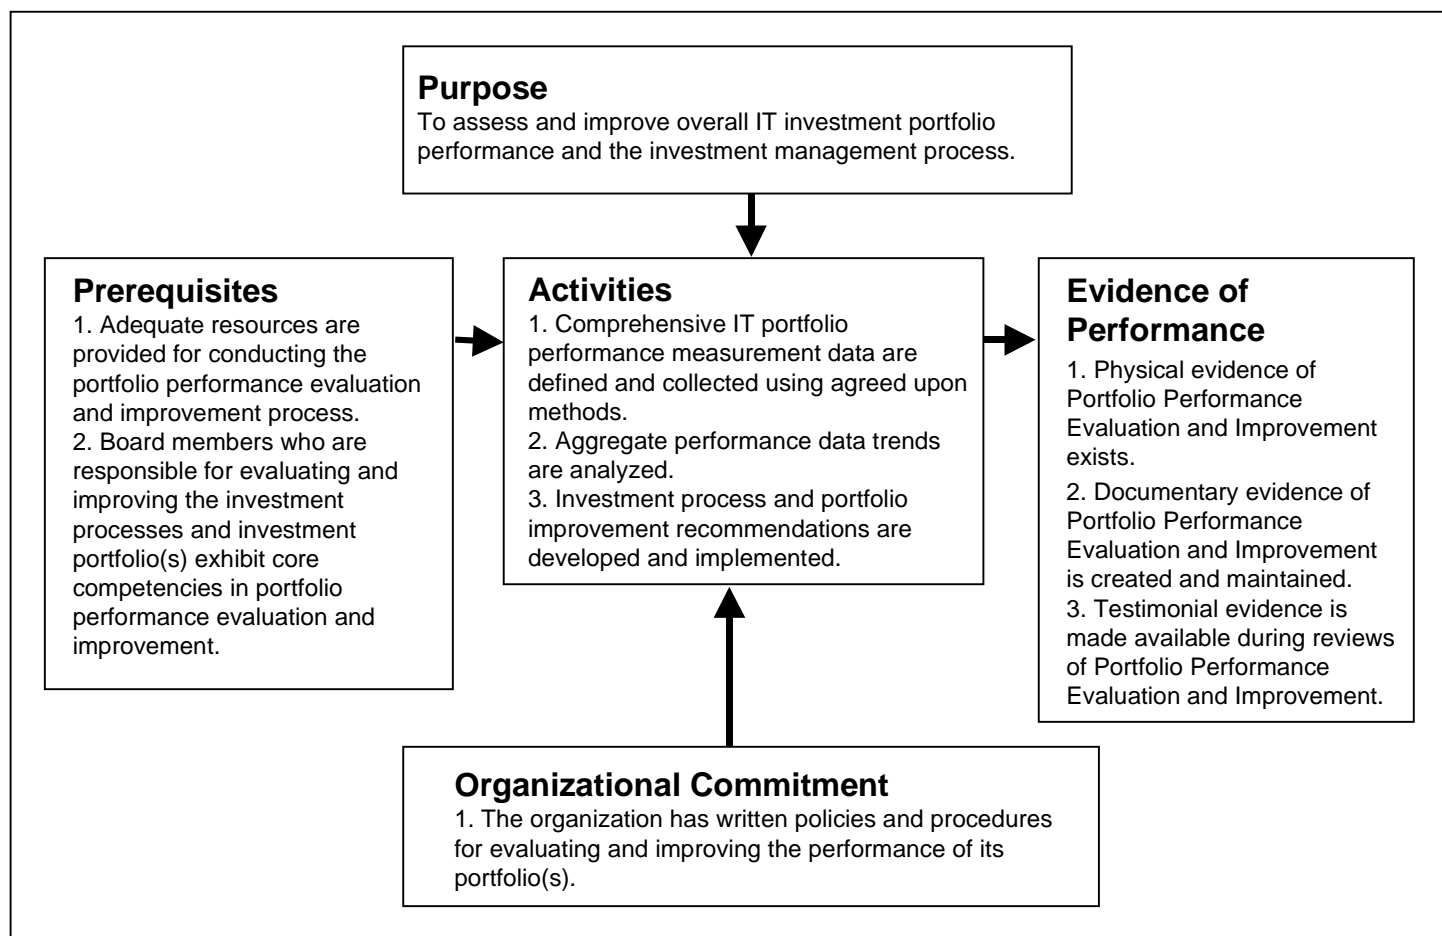 Purpose
To assess and improve overall IT investment portfolio
performance and the investment management process.
Prerequisites
1. Adequate resources are
provided for conducting the
portfolio performance evaluation
and improvement process.
2. Board members who are
responsible for evaluating and
improving the investment
processes and investment
portfolio(s) exhibit core
competencies in portfolio
performance evaluation and
improvement.
Activities
1. Comprehensive IT portfolio
performance measurement data are
defined and collected using agreed upon
methods.
2. Aggregate performance data trends
are analyzed.
3. Investment process and portfolio
improvement recommendations are
developed and implemented.
Evidence of
Performance
1. Physical evidence of
Portfolio Performance
Evaluation and Improvement
exists.
2. Documentary evidence of
Portfolio Performance
Evaluation and Improvement
is created and maintained.
3. Testimonial evidence is
made available during reviews
of Portfolio Performance
Evaluation and Improvement.
Organizational Commitment
1. The organization has written policies and procedures
for evaluating and improving the performance of its
portfolio(s).